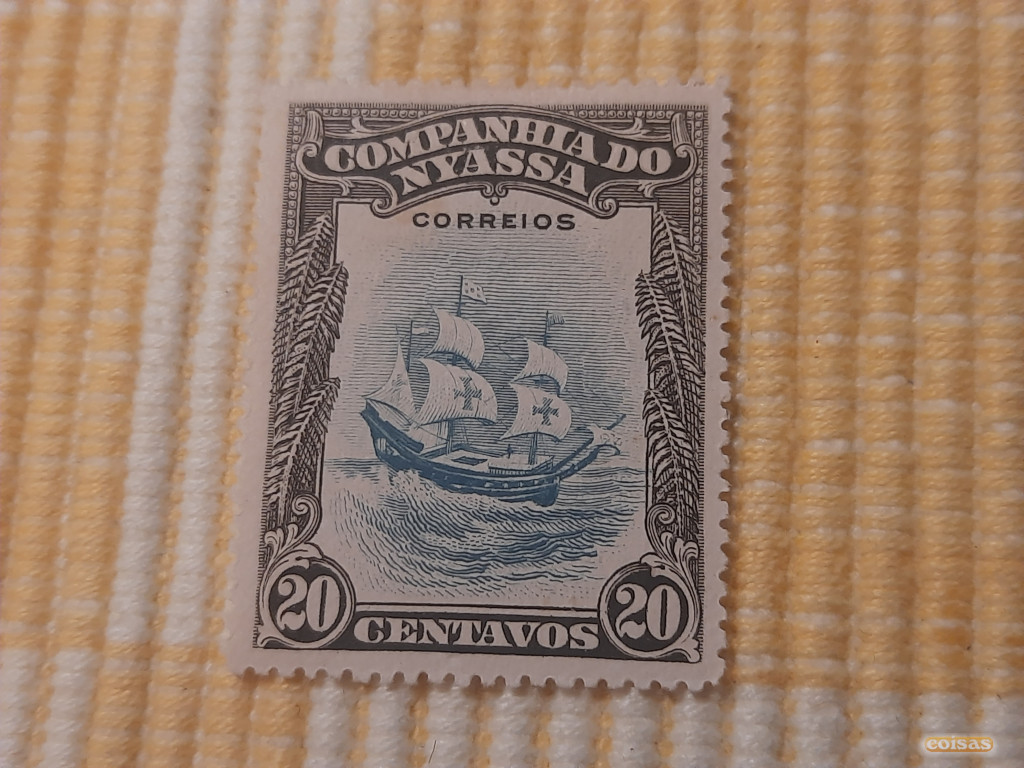 COMPANHIA DO
NYASSA
CORREIOS
20 CENTAVOS 20
coisas